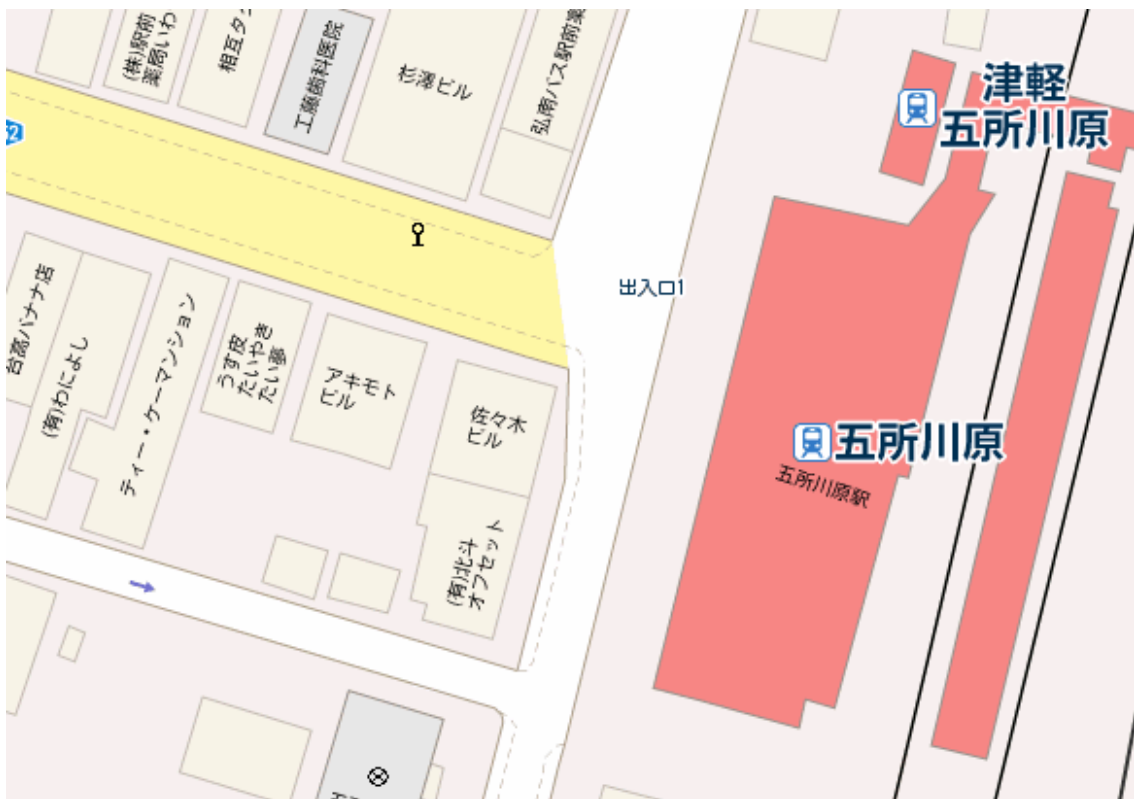 (株)駅前
薬局いわ
相互タ
工藤歯科医院
杉澤ビル
弘南バス駅前案
津軽
五所川原
52
出入口1
台高バナナ店
(有)わによし
ティー・ケーマンション
うす皮
たいやき
たい夢
アキモト
ビル
佐々木
ビル
五所川原
五所川原駅
(有)北斗
オフセット